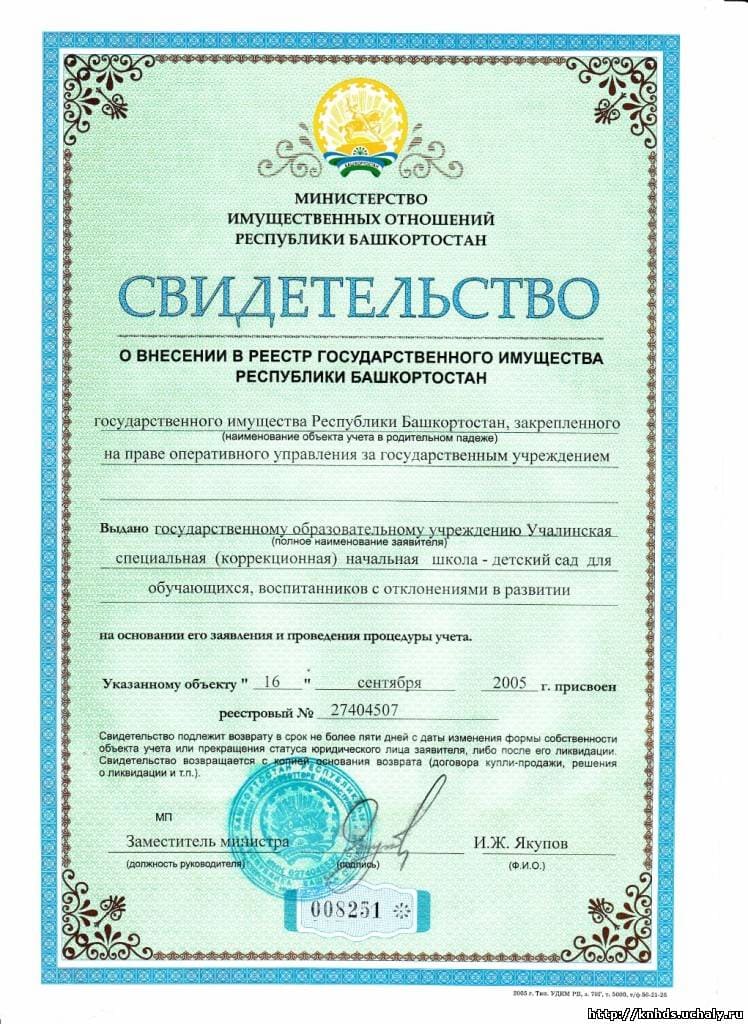 БАШКОРТОСТАН
МИНИСТЕРСТВО
ИМУЩЕСТВЕННЫХ ОТНОШЕНИЙ
РЕСПУБЛИКИ БАШКОРТОСТАН
СВИДЕТЕЛЬСТВО
О ВНЕСЕНИИ В РЕЕСТР ГОСУДАРСТВЕННОГО ИМУЩЕСТВА
РЕСПУБЛИКИ БАШКОРТОСТАН
государственного имущества Республики Башкортостан, закрепленного
(наименование объекта учета в родительном падеже)
на праве оперативного управления за государственным учреждением
Выдано государственному образовательному учреждению Учалинская
(полное наименование заявителя)
специальная (коррекционная) начальная школа - детский сад для
обучающихся, воспитанников с отклонениями в развитии
на основании его заявления и проведения процедуры учета.
Указанному объекту " 16 " сентября 2005 г. присвоен
реестровый № 27404507
Свидетельство подлежит возврату в срок не более пяти дней с даты изменения формы собственности
объекта учета или прекращения статуса юридического лица заявителя, либо после его ликвидации.
Свидетельство возвращается с копией основания возврата (договора купли-продажи, решения
о ликвидации и т.п.).
МП
Заместитель министра И.Ж. Якупов
(должность руководителя) (подпись) (Ф.И.О.)
008251
2005 г. Тип. УДКМ РБ, з. 70Г, т. 5000, т/ф 50-21-25
http://knhds.uchaly.ru